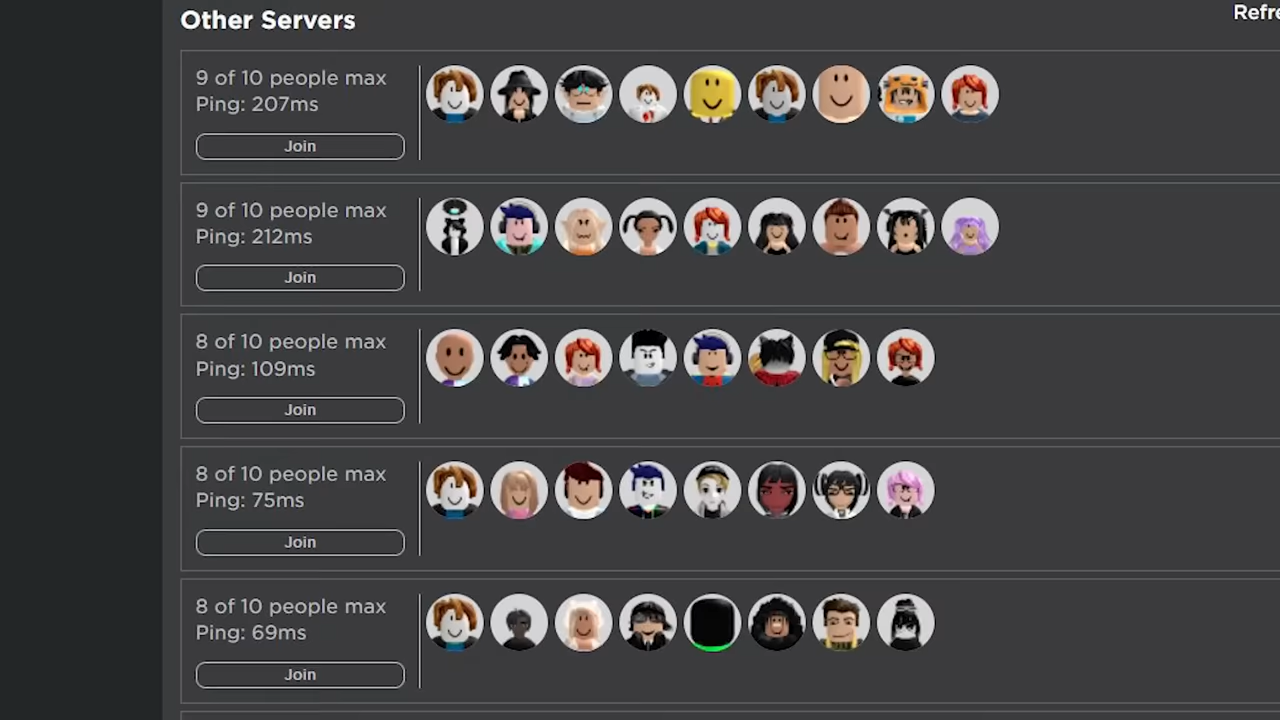 Other Servers
Refre
9 of 10 people max
Ping: 207ms
Join
9 of 10 people max
Ping: 212ms
Join
8 of 10 people max
Ping: 109ms
Join
8 of 10 people max
Ping: 75ms
Join
8 of 10 people max
Ping: 69ms
Join